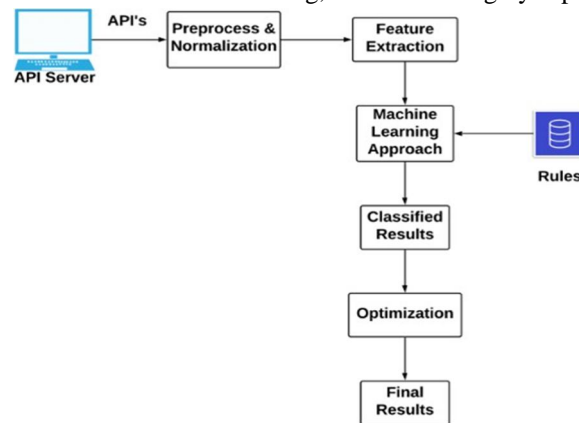 API's
API Server
Preprocess &
Normalization
Feature
Extraction
Machine
Learning
Approach
Rules
Classified
Results
Optimization
Final
Results